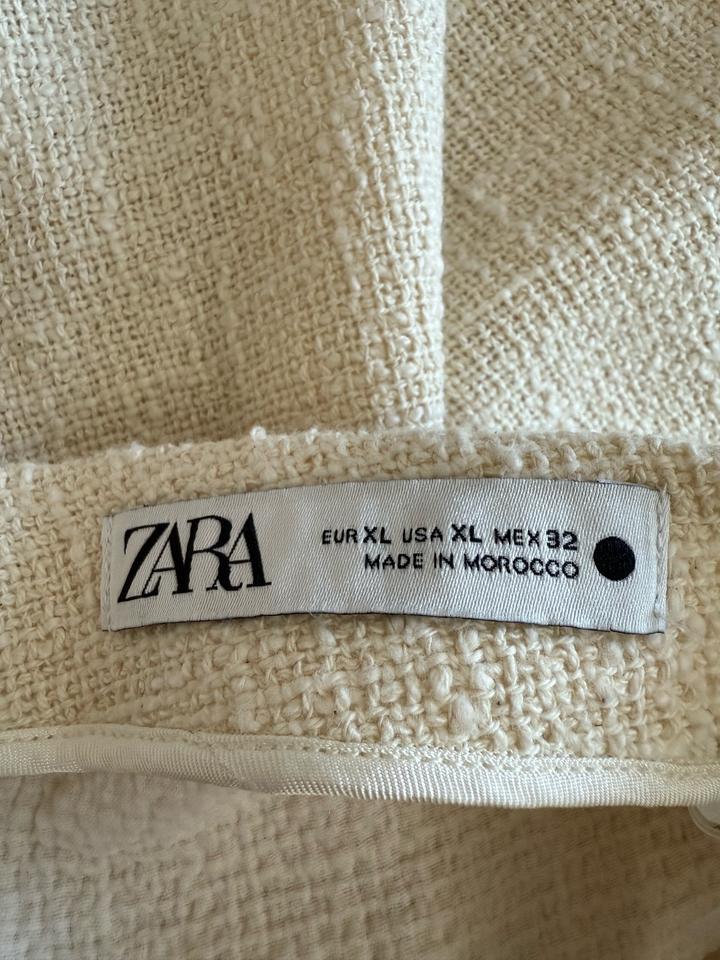 ZARA
EUR XL USA XL MEX 32
MADE IN MOROCCO